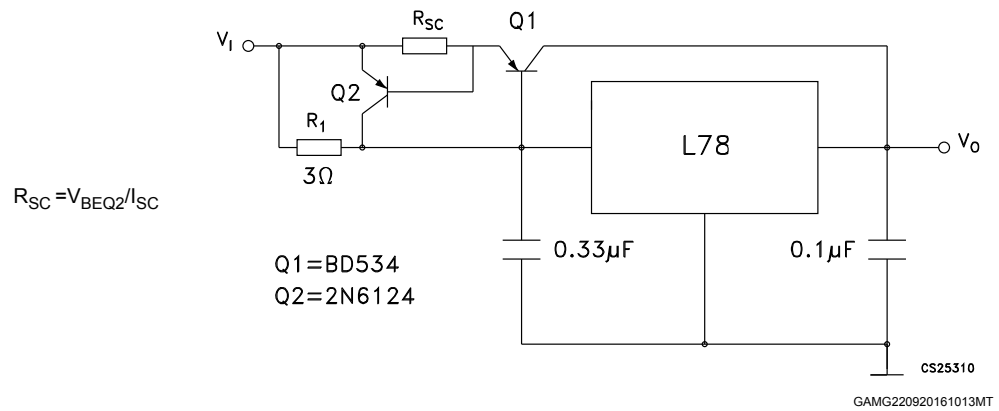 R_SC
Q1
V_I
Q2
R_1
3Ω
L78
V_O
R_SC=V_BEQ2/I_SC
0.33µF
0.1µF
Q1=BD534
Q2=2N6124
CS25310
GAMG220920161013MT